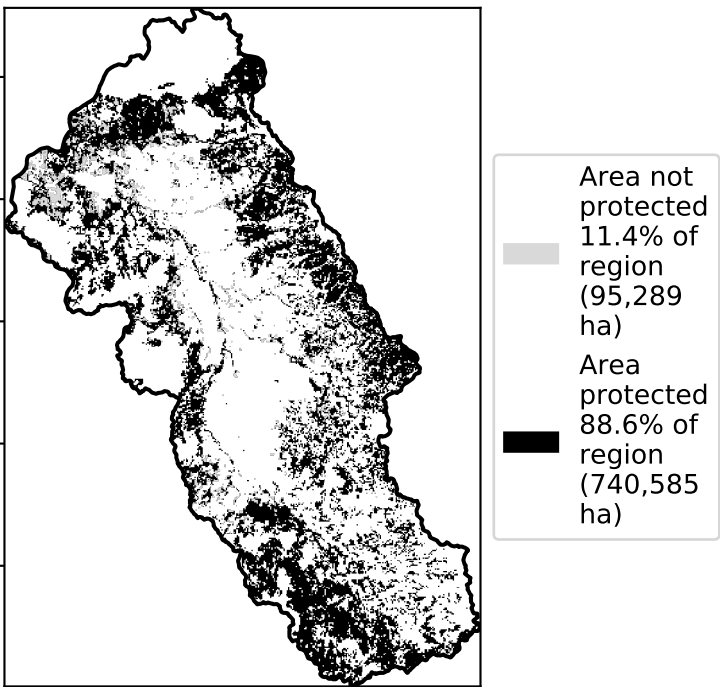 Area not
protected
11.4% of
region
(95,289
ha)
Area
protected
88.6% of
region
(740,585
ha)